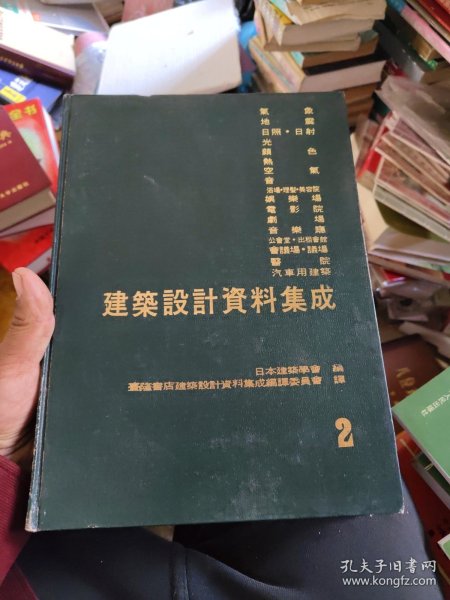 氣象
地震
日照·日射
光
顔色
熱
空氣
音
浴場·理髮·美容院
娛樂場
電影院
劇場
音樂廳
公會堂·出租會館
會議場·議場
醫院
汽車用建築
建築設計資料集成
日本建築學會 編
臺隆書店建築設計資料集成編譯委員會 譯
2
孔夫子旧书网
www.kongfz.com